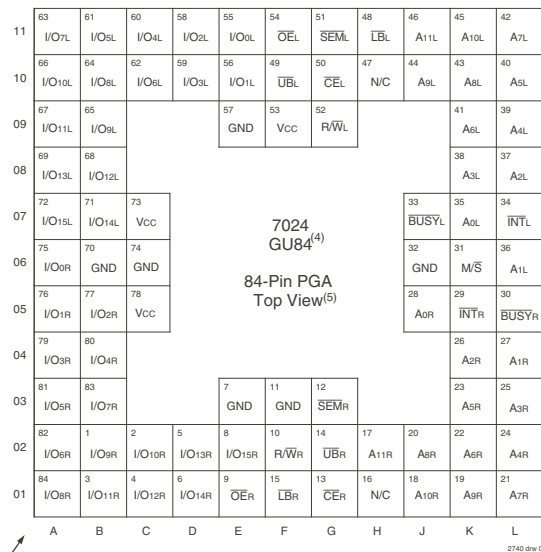 63 61 60 58 55 54 51 48 46 45 42
11 I/O7L I/O5L I/O4L I/O2L I/O0L OEL SEML LBL A11L A10L A7L
66 64 62 59 56 49 50 47 44 43 40
10 I/O10L I/O8L I/O6L I/O3L I/O1L UBL CEL N/C A9L A8L A5L
67 65 57 53 52 41 39
09 I/O11L I/O9L GND VCC R/WL A6L A4L
69 68 38 37
08 I/O13L I/O12L A3L A2L
72 71 73 33 35 34
07 I/O15L I/O14L VCC BUSYL A0L INTL
7024
GU84(4)
75 70 74 32 31 36
06 I/O0R GND GND GND M/S A1L
84-Pin PGA
Top View(5)
76 77 78 28 29 30
05 I/O1R I/O2R VCC A0R INTR BUSYR
79 80 26 27
04 I/O3R I/O4R A2R A1R
81 83 7 11 12 23 25
03 I/O5R I/O7R GND GND SEMR A5R A3R
82 1 2 5 8 10 14 17 20 22 24
02 I/O6R I/O9R I/O10R I/O13R I/O15R R/WR UBR A11R A8R A6R A4R
84 3 4 6 9 15 13 16 18 19 21
01 I/O8R I/O11R I/O12R I/O14R OER LBR CER N/C A10R A9R A7R
A B C D E F G H J K L